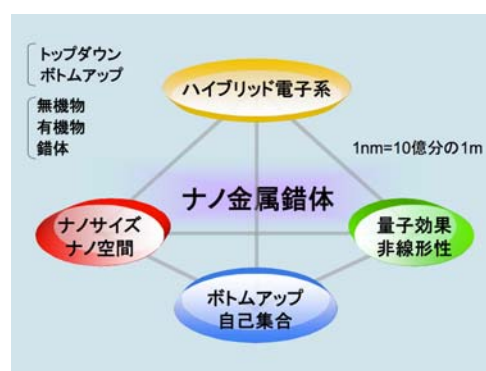 トップダウン
ボトムアップ
無機物
有機物
錯体
ハイブリッド電子系
1nm=10億分の1m
ナノ金属錯体
ナノサイズ
ナノ空間
量子効果
非線形性
ボトムアップ
自己集合